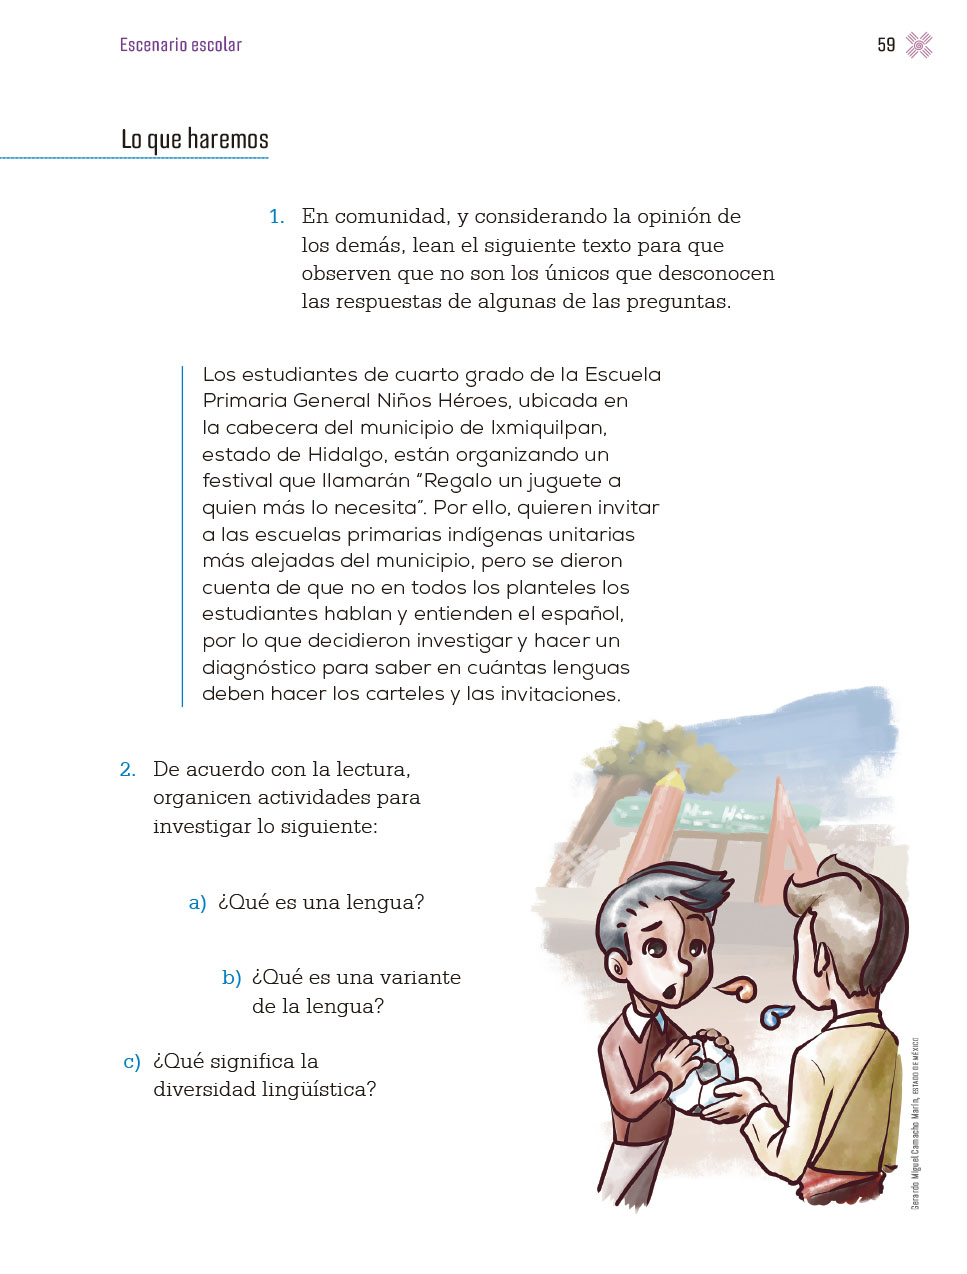 Escenario escolar
59
Lo que haremos
1. En comunidad, y considerando la opinión de
los demás, lean el siguiente texto para que
observen que no son los únicos que desconocen
las respuestas de algunas de las preguntas.
Los estudiantes de cuarto grado de la Escuela
Primaria General Niños Héroes, ubicada en
la cabecera del municipio de Ixmiquilpan,
estado de Hidalgo, están organizando un
festival que llamarán “Regalo un juguete a
quien más lo necesita”. Por ello, quieren invitar
a las escuelas primarias indígenas unitarias
más alejadas del municipio, pero se dieron
cuenta de que no en todos los planteles los
estudiantes hablan y entienden el español,
por lo que decidieron investigar y hacer un
diagnóstico para saber en cuántas lenguas
deben hacer los carteles y las invitaciones.
2. De acuerdo con la lectura,
organicen actividades para
investigar lo siguiente:
a) ¿Qué es una lengua?
b) ¿Qué es una variante
de la lengua?
c) ¿Qué significa la
diversidad lingüística?
Gerardo Miguel Camacho Marín, ESTADO DE MÉXICO